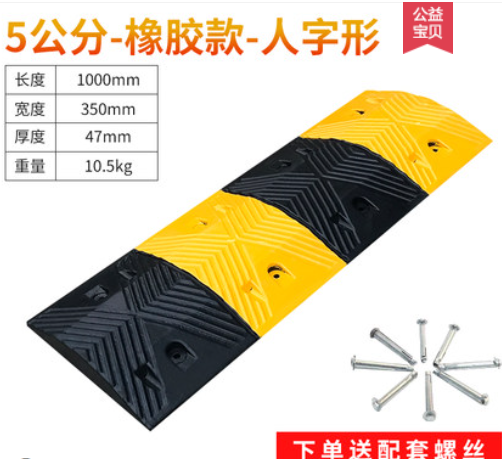 5公分-橡胶款-人字形
公益
宝贝
长度 1000mm
宽度 350mm
厚度 47mm
重量 10.5kg
下单送配套螺丝